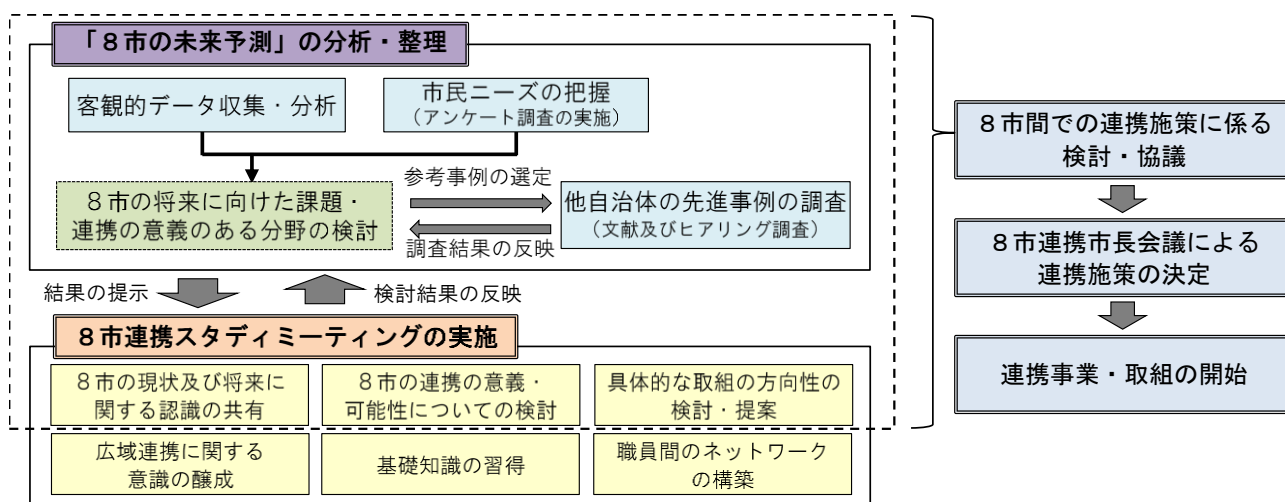 「８市の未来予測」の分析・整理
客観的データ収集・分析
市民ニーズの把握
（アンケート調査の実施）
８市の将来に向けた課題・
連携の意義のある分野の検討
参考事例の選定
調査結果の反映
他自治体の先進事例の調査
（文献及びヒアリング調査）
結果の提示
検討結果の反映
８市連携スタディミーティングの実施
８市の現状及び将来に
関する認識の共有
８市の連携の意義・
可能性についての検討
具体的な取組の方向性の
検討・提案
広域連携に関する
意識の醸成
基礎知識の習得
職員間のネットワーク
の構築
８市間での連携施策に係る
検討・協議
８市連携市長会議による
連携施策の決定
連携事業・取組の開始